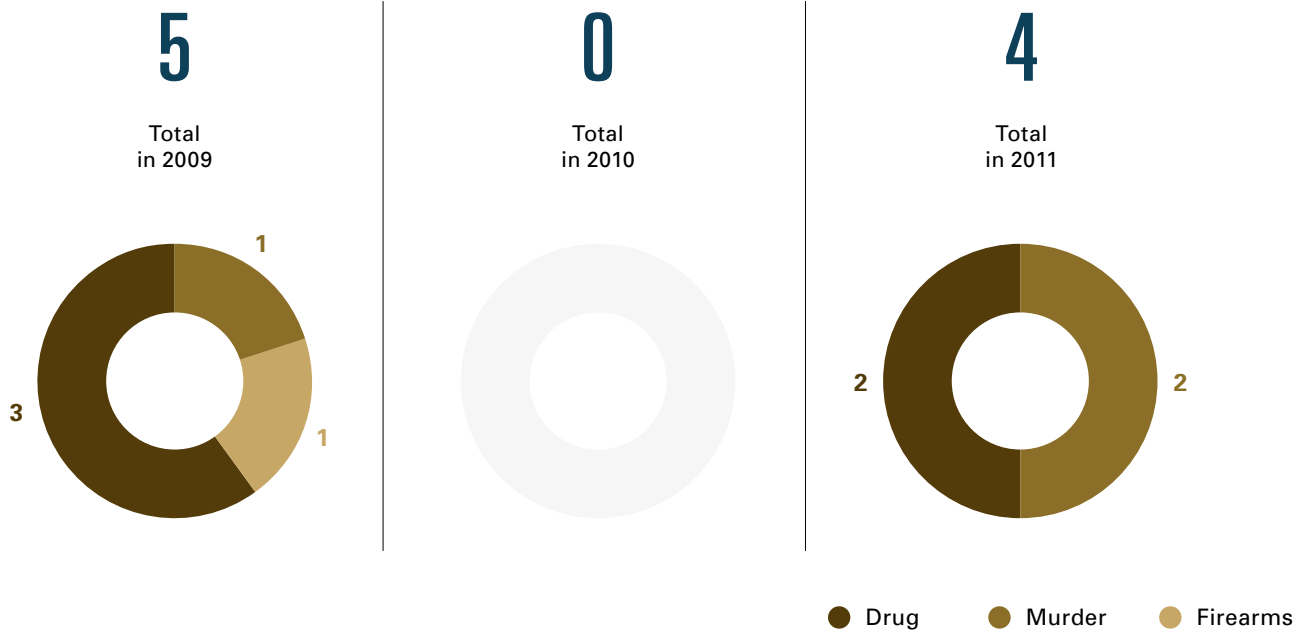 5
Total
in 2009
1
3
1
0
Total
in 2010
4
Total
in 2011
2
2
Drug
Murder
Firearms